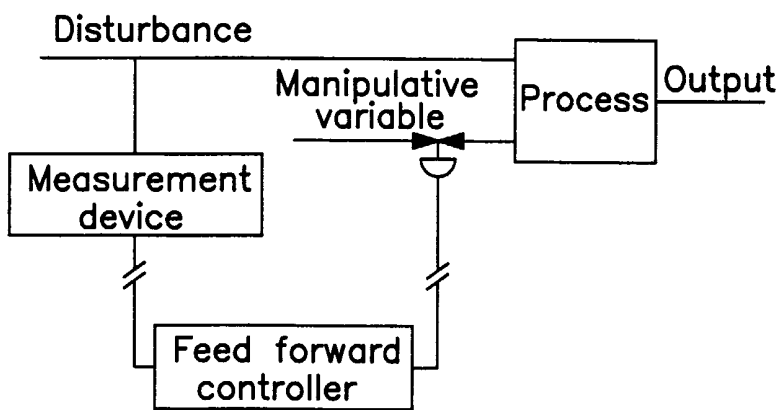 Disturbance
Manipulative
variable
Process
Output
Measurement
device
Feed forward
controller